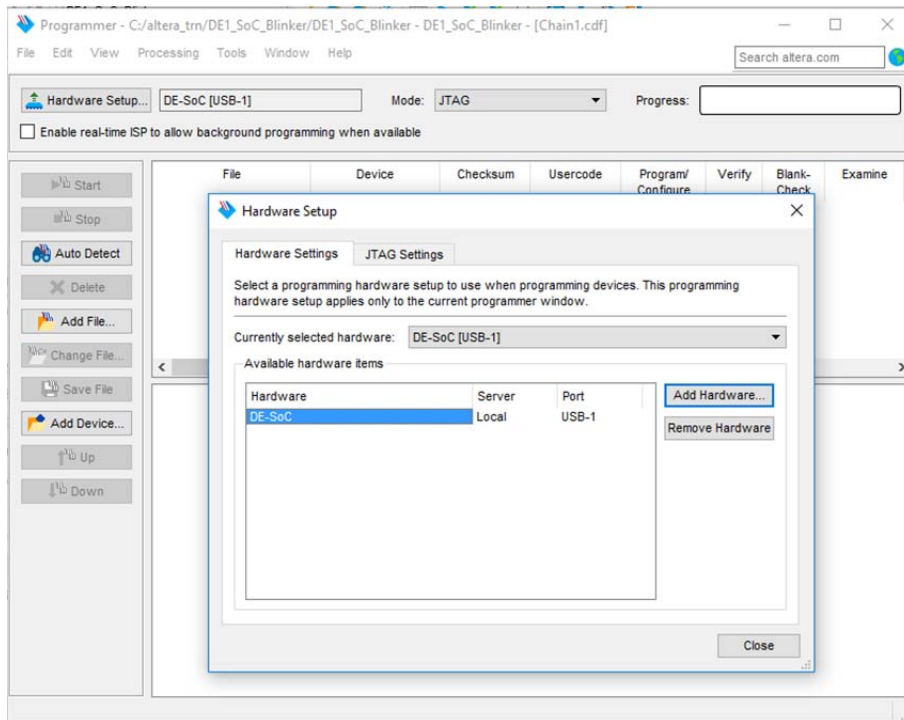 Programmer - C:/altera_trn/DE1_SoC_Blinker/DE1_SoC_Blinker - DE1_SoC_Blinker - [Chain1.cdf]
File Edit View Processing Tools Window Help
Search altera.com
Hardware Setup... DE-SoC [USB-1] Mode: JTAG Progress:
Enable real-time ISP to allow background programming when available
File Device Checksum Usercode Program/ Verify Blank- Examine
Configure Check
Start
Stop
Auto Detect
Delete
Add File...
Change File...
Save File
Add Device...
Up
Down
Hardware Setup
Hardware Settings JTAG Settings
Select a programming hardware setup to use when programming devices. This programming
hardware setup applies only to the current programmer window.
Currently selected hardware: DE-SoC [USB-1]
Available hardware items
Hardware Server Port
DE-SoC Local USB-1
Add Hardware...
Remove Hardware
Close